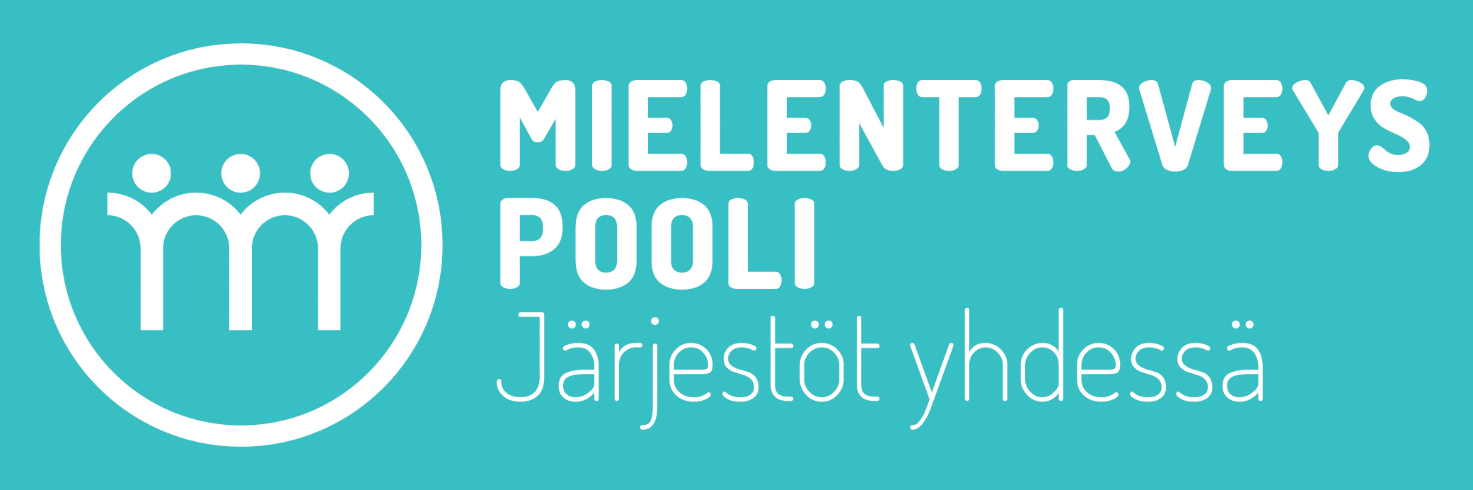 MIELENTERVEYS
POOLI
Järjestöt yhdessä